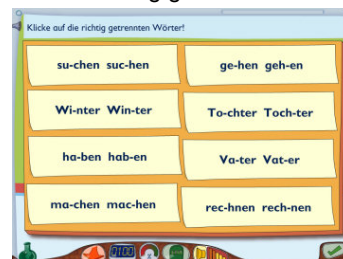 Klicke auf die richtig getrennten Wörter!
su-chen suc-hen
ge-hen geh-en
Wi-nter Win-ter
To-chter Toch-ter
ha-ben hab-en
Va-ter Vat-er
ma-chen mac-hen
rec-hnen rech-nen